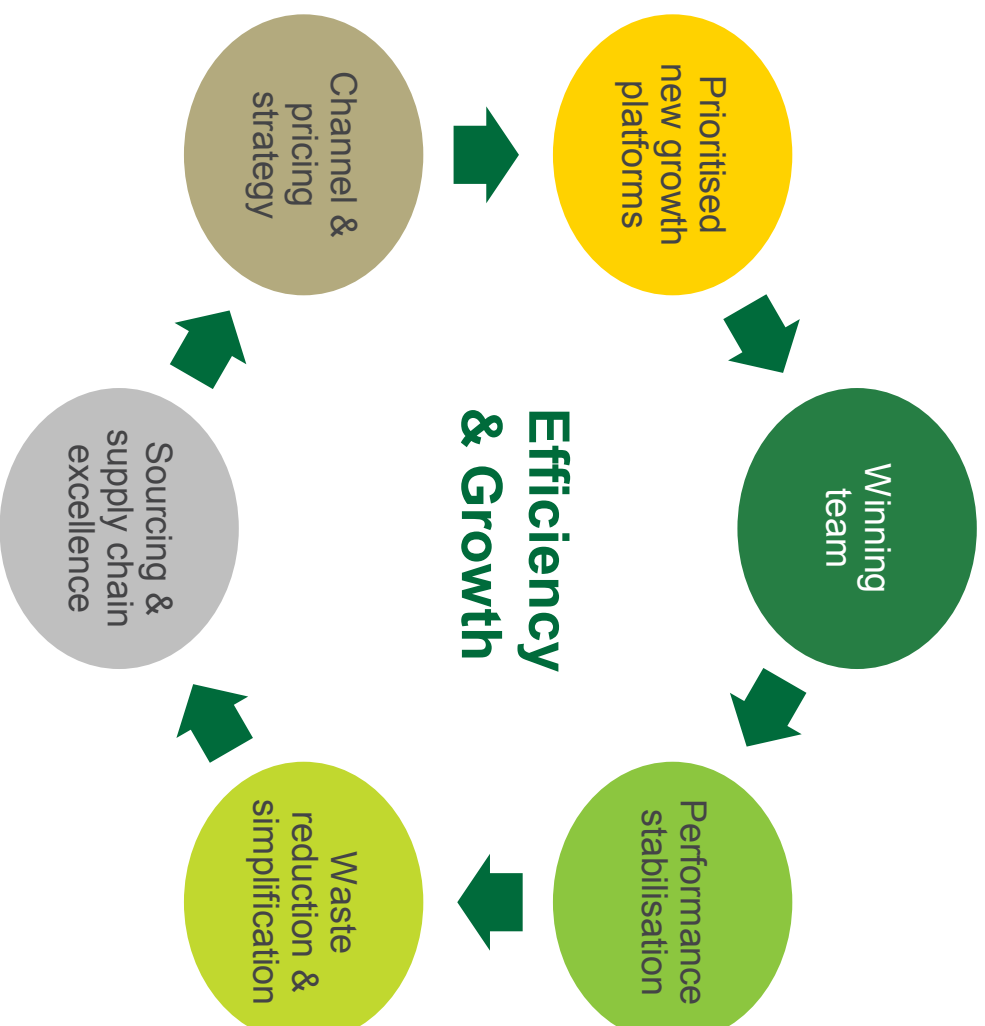 Winning
team
Performance
stabilisation
Waste
reduction &
simplification
Sourcing &
supply chain
excellence
Channel &
pricing
strategy
Prioritised
new growth
platforms
Efficiency
& Growth